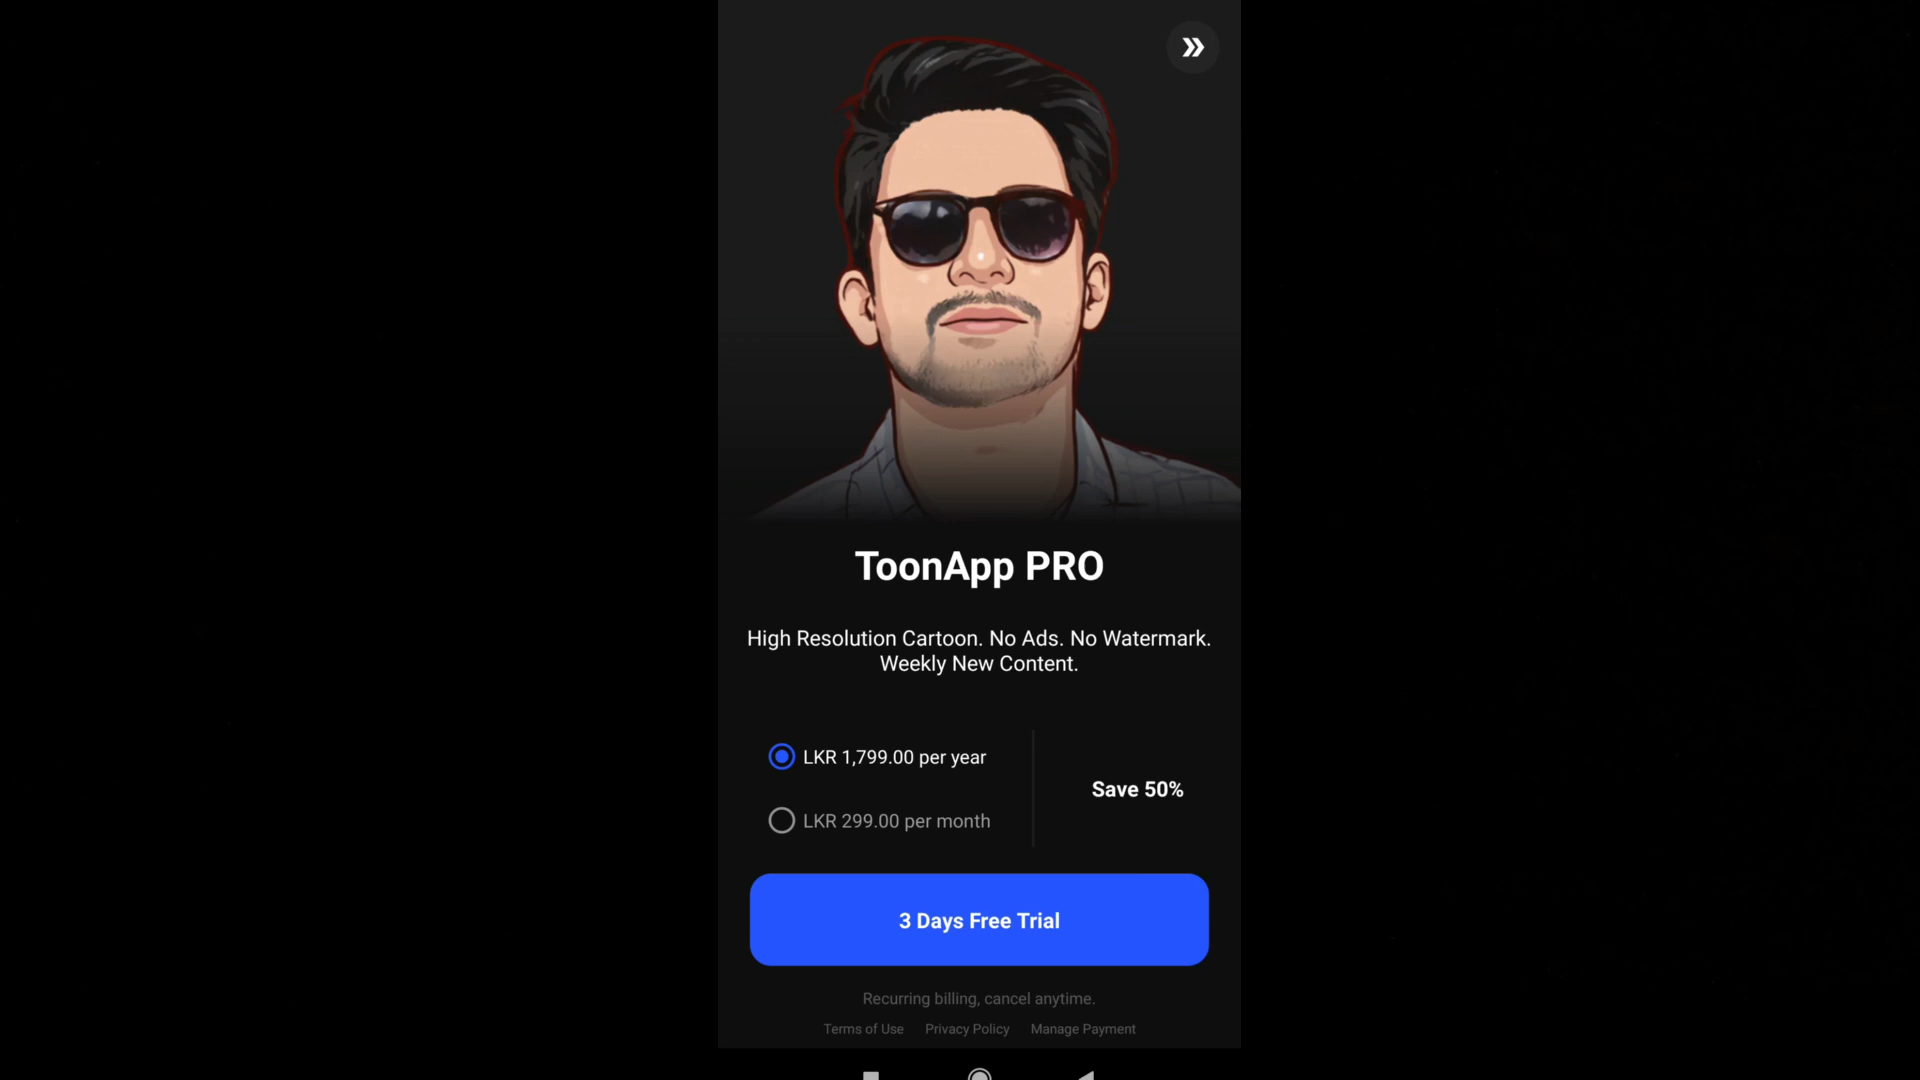 ToonApp PRO
High Resolution Cartoon. No Ads. No Watermark.
Weekly New Content.
LKR 1,799.00 per year
LKR 299.00 per month
Save 50%
3 Days Free Trial
Recurring billing, cancel anytime.
Terms of Use Privacy Policy Manage Payment